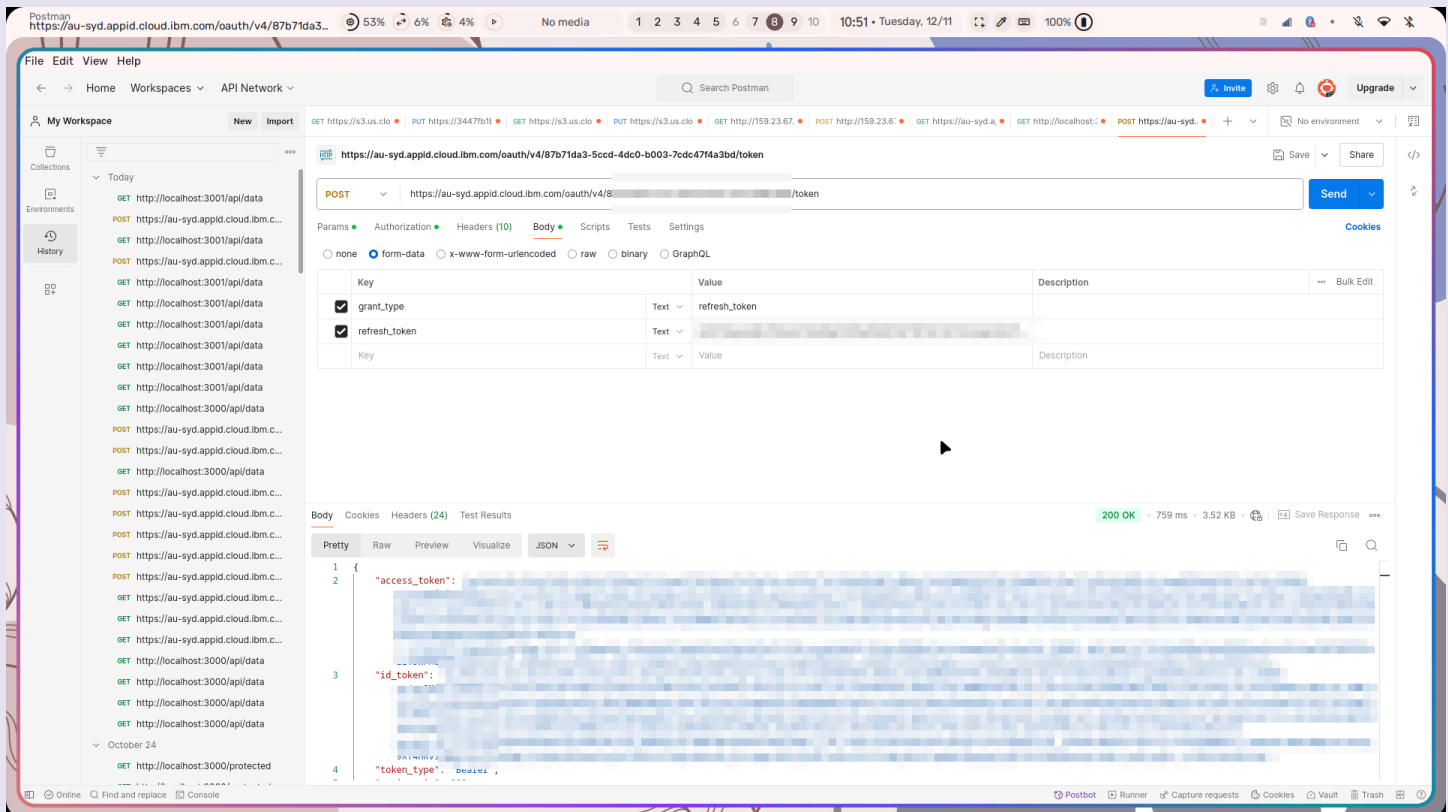 Postman
https://au-syd.appid.cloud.ibm.com/oauth/v4/87b71da3...
53% 6% 4% No media 1 2 3 4 5 6 7 8 9 10 10:51 • Tuesday, 12/11 100%
File Edit View Help
Home Workspaces API Network Search Postman Invite Upgrade
My Workspace New Import
GET https://s3.us.clo PUT https://3447fb1t GET https://s3.us.clo PUT https://s3.us.clo GET http://159.23.67. POST http://159.23.6 GET https://au-syd.a, GET http://localhost: POST https://au-syd.. No environment
Collections
Environments
History
HTTP https://au-syd.appid.cloud.ibm.com/oauth/v4/87b71da3-5ccd-4dc0-b003-7cdc47f4a3bd/token Save Share
POST https://au-syd.appid.cloud.ibm.com/oauth/v4/8 /token Send
Params Authorization Headers (10) Body Scripts Tests Settings Cookies
none form-data x-www-form-urlencoded raw binary GraphQL
Key Value Description Bulk Edit
grant_type Text refresh_token
refresh_token Text
Key Text Value Description
Today
GET http://localhost:3001/api/data
POST https://au-syd.appid.cloud.ibm.c...
GET http://localhost:3001/api/data
POST https://au-syd.appid.cloud.ibm.c...
GET http://localhost:3001/api/data
GET http://localhost:3001/api/data
GET http://localhost:3001/api/data
GET http://localhost:3001/api/data
GET http://localhost:3001/api/data
GET http://localhost:3001/api/data
GET http://localhost:3000/api/data
POST https://au-syd.appid.cloud.ibm.c...
POST https://au-syd.appid.cloud.ibm.c...
GET http://localhost:3000/api/data
POST https://au-syd.appid.cloud.ibm.c...
POST https://au-syd.appid.cloud.ibm.c...
POST https://au-syd.appid.cloud.ibm.c...
POST https://au-syd.appid.cloud.ibm.c...
POST https://au-syd.appid.cloud.ibm.c...
GET https://au-syd.appid.cloud.ibm.c...
GET https://au-syd.appid.cloud.ibm.c...
GET https://au-syd.appid.cloud.ibm.c...
GET http://localhost:3000/api/data
GET http://localhost:3000/api/data
GET http://localhost:3000/api/data
GET http://localhost:3000/api/data
October 24
GET http://localhost:3000/protected
Body Cookies Headers (24) Test Results 200 OK 759 ms 3.52 KB Save Response
Pretty Raw Preview Visualize JSON
1 {
2 "access_token":
3 "id_token":
4 "token_type": "Bearer",
Online Find and replace Console Postbot Runner Capture requests Cookies Vault Trash